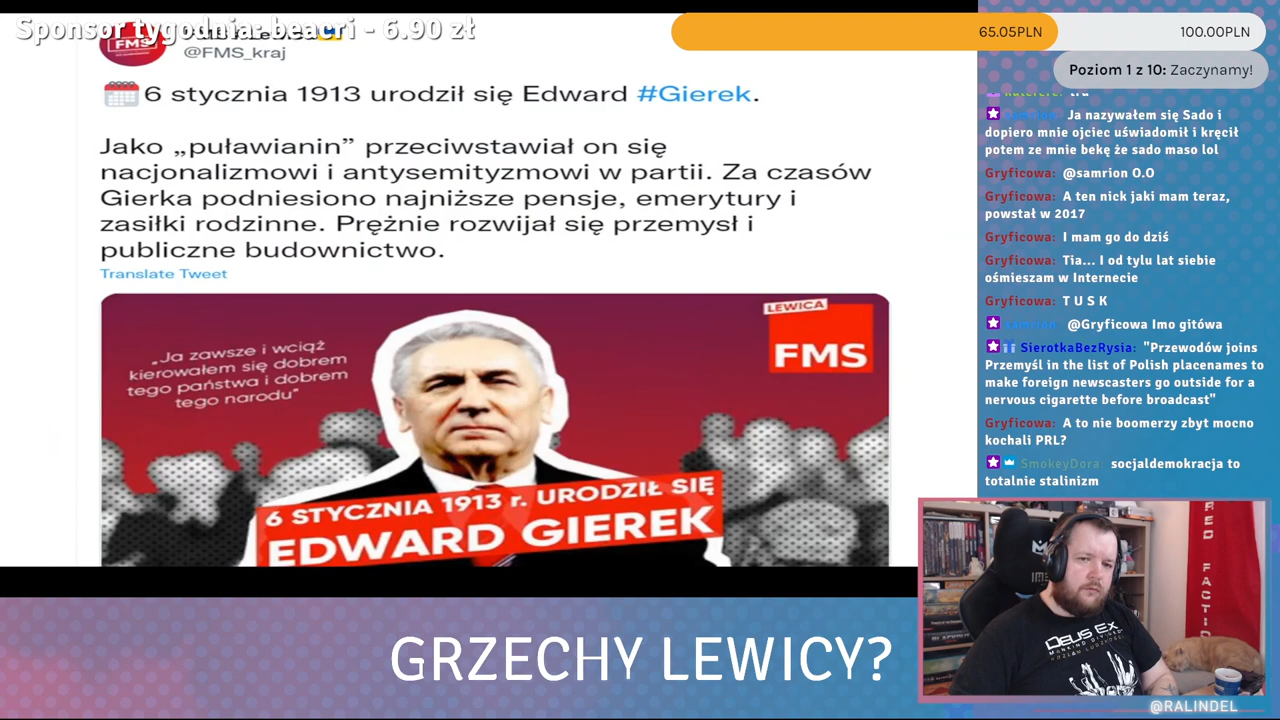 Sponsor tygodnia: beacri - 6.90 zł
FMS
@FMS_kraj
6 stycznia 1913 urodził się Edward #Gierek.
Jako „puławianin” przeciwstawiał on się
nacjonalizmowi i antysemityzmowi w partii. Za czasów
Gierka podniesiono najniższe pensje, emerytury i
zasiłki rodzinne. Prężnie rozwijał się przemysł i
publiczne budownictwo.
Translate Tweet
„Ja zawsze i wciąż
kierowałem się dobrem
tego państwa i dobrem
tego narodu”
LEWICA
FMS
6 STYCZNIA 1913 r. URODZIŁ SIĘ
EDWARD GIEREK
65.05PLN
100.00PLN
Poziom 1 z 10: Zaczynamy!
samrion: Ja nazywałem się Sado i
dopiero mnie ojciec uświadomił i kręcił
potem ze mnie bekę że sado maso lol
Gryficowa: @samrion O.O
Gryficowa: A ten nick jaki mam teraz,
powstał w 2017
Gryficowa: I mam go do dziś
Gryficowa: Tia... I od tylu lat siebie
ośmieszam w Internecie
Gryficowa: T U S K
samrion: @Gryficowa Imo gitówa
SierotkaBezRysia: "Przewodów joins
Przemyśl in the list of Polish placenames to
make foreign newscasters go outside for a
nervous cigarette before broadcast"
Gryficowa: A to nie boomerzy zbyt mocno
kochali PRL?
SmokeyDora: socjaldemokracja to
totalnie stalinizm
DEUS EX
MANKIND DIVIDED
RED FACTIO
GRZECHY LEWICY?
@RALINDEL